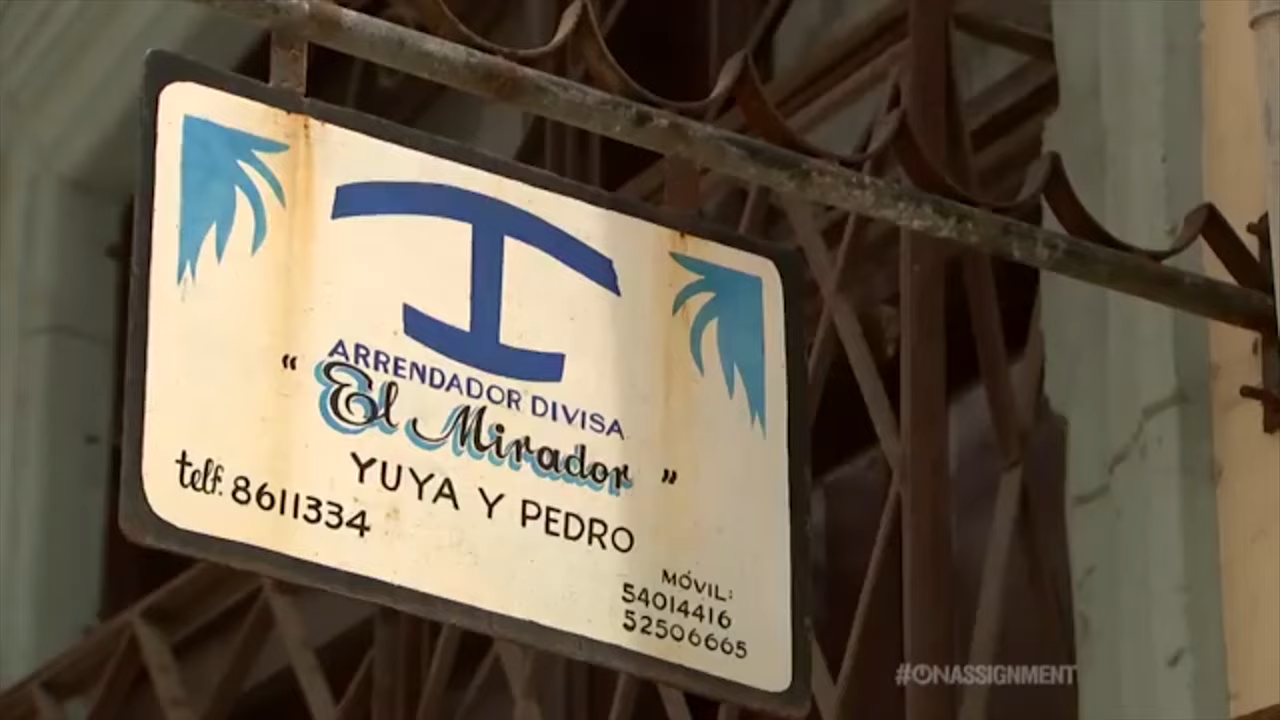 ARRENDADOR DIVISA
“El Mirador”
YUYA Y PEDRO
telf. 8611334
MÓVIL:
54014416
52506665
#ONASSIGNMENT